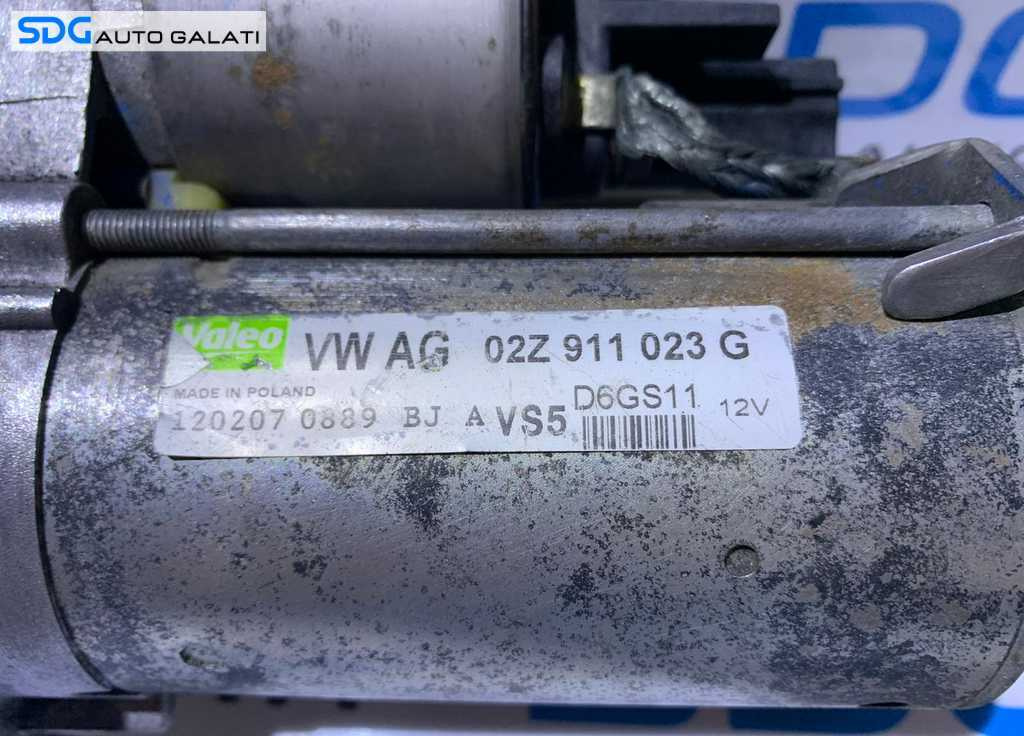 SDG AUTO GALATI
Valeo VW AG 02Z 911 023 G
MADE IN POLAND D6GS11 12V
120207 0889 BJ A VS5